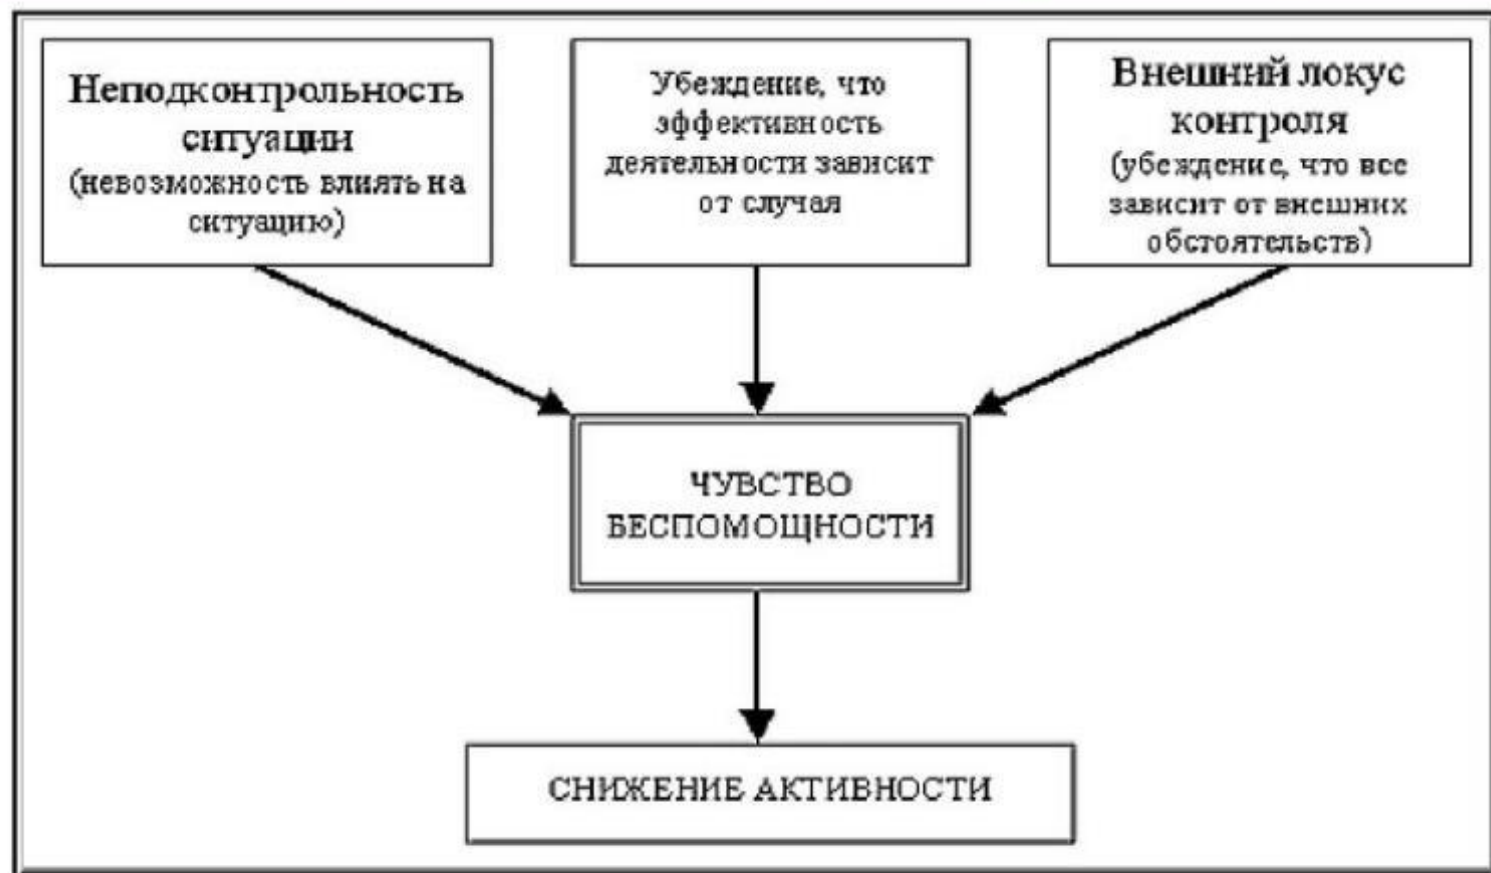 Неподконтрольность
ситуации
(невозможность влиять на
ситуацию)
Убеждение, что
эффективность
деятельности зависит
от случая
Внешний локус
контроля
(убеждение, что все
зависит от внешних
обстоятельств)
ЧУВСТВО
БЕСПОМОЩНОСТИ
СНИЖЕНИЕ АКТИВНОСТИ